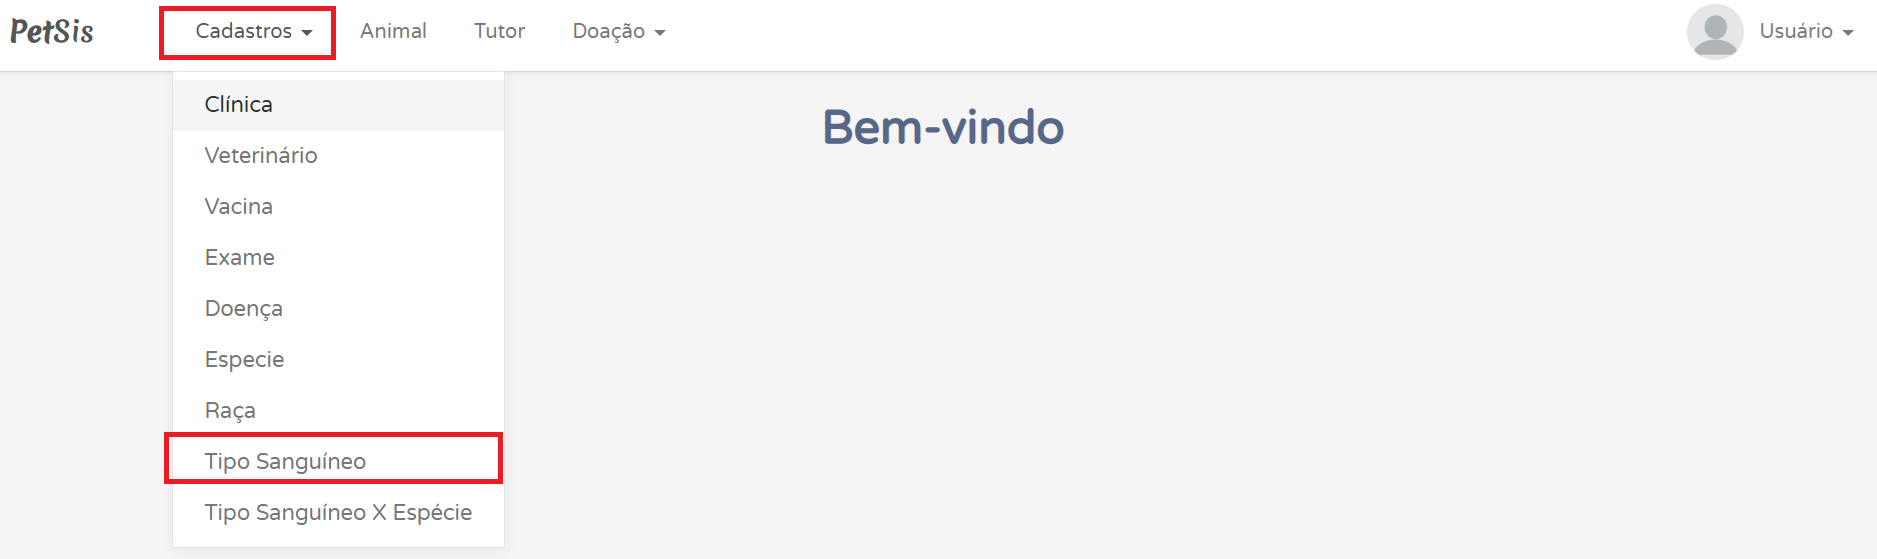 PetSis Cadastros Animal Tutor Doação Usuário
Clínica
Bem-vindo
Veterinário
Vacina
Exame
Doença
Especie
Raça
Tipo Sanguíneo
Tipo Sanguíneo X Espécie